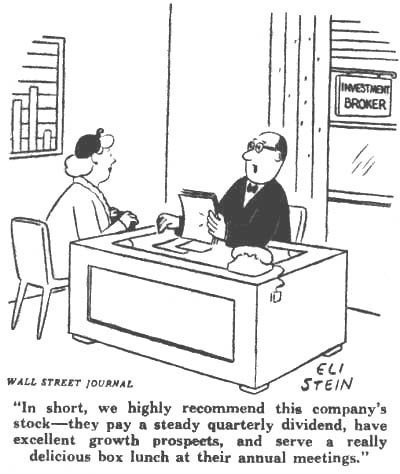 INVESTMENT
BROKER
ELI
STEIN
WALL STREET JOURNAL
"In short, we highly recommend this company's
stock—they pay a steady quarterly dividend, have
excellent growth prospects, and serve a really
delicious box lunch at their annual meetings."